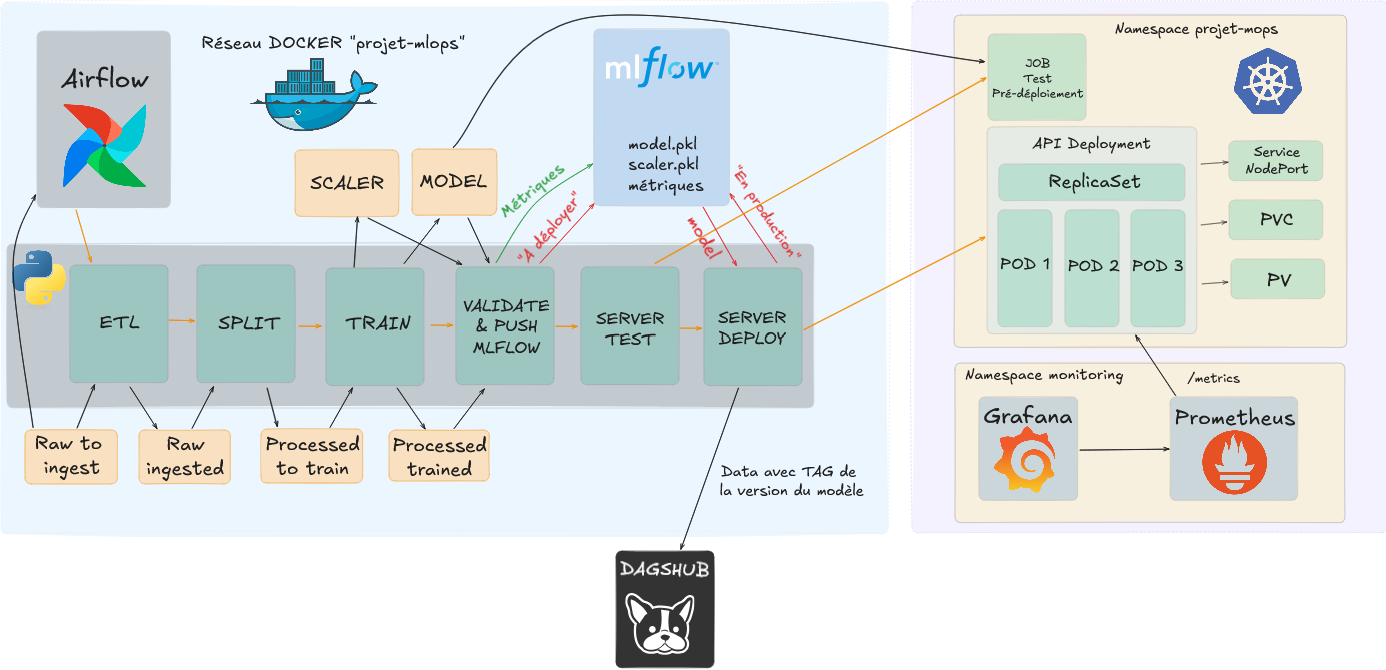 Réseau DOCKER "projet-mlops"
Airflow
mlflow™
model.pkl
scaler.pkl
métriques
SCALER
MODEL
Métriques
"A déployer"
model
"En production"
ETL
SPLIT
TRAIN
VALIDATE
& PUSH
MLFLOW
SERVER
TEST
SERVER
DEPLOY
Raw to
ingest
Raw
ingested
Processed
to train
Processed
trained
Data avec TAG de
la version du modèle
DAGSHUB
Namespace projet-mops
JOB
Test
Pré-déploiement
API Deployment
ReplicaSet
POD 1
POD 2
POD 3
Service
NodePort
PVC
PV
Namespace monitoring
/metrics
Grafana
Prometheus